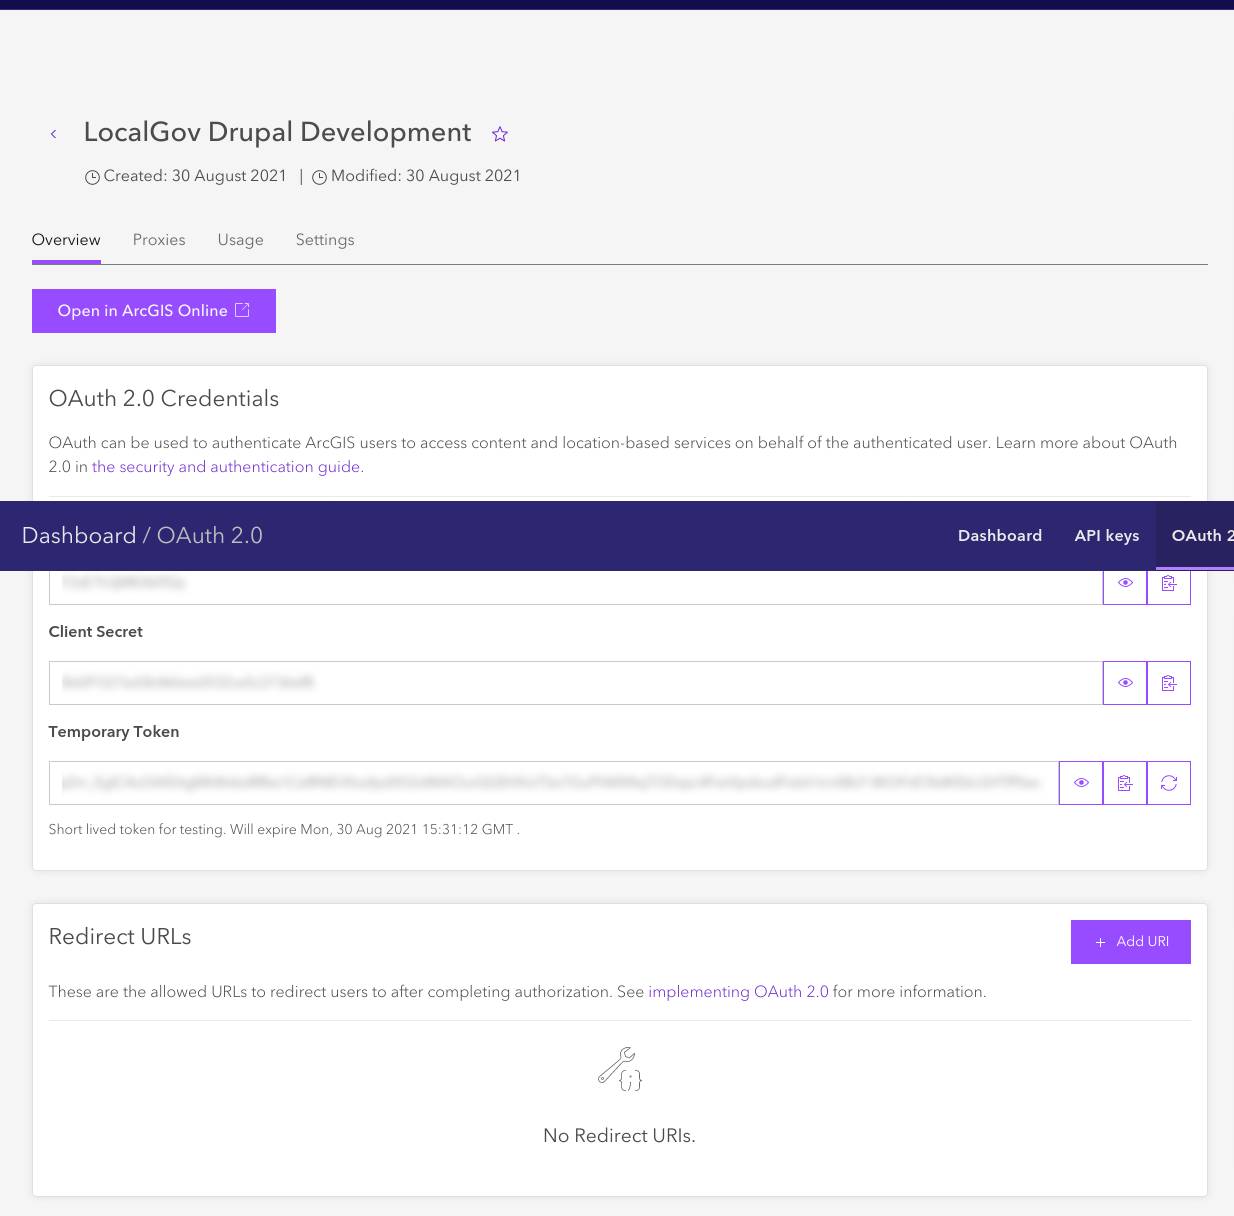 LocalGov Drupal Development
Created: 30 August 2021 | Modified: 30 August 2021
Overview Proxies Usage Settings
Open in ArcGIS Online
OAuth 2.0 Credentials
OAuth can be used to authenticate ArcGIS users to access content and location-based services on behalf of the authenticated user. Learn more about OAuth
2.0 in the security and authentication guide.
Dashboard / OAuth 2.0 Dashboard API keys OAuth 2
Client Secret
Temporary Token
Short lived token for testing. Will expire Mon, 30 Aug 2021 15:31:12 GMT .
Redirect URLs
+ Add URI
These are the allowed URLs to redirect users to after completing authorization. See implementing OAuth 2.0 for more information.
No Redirect URIs.